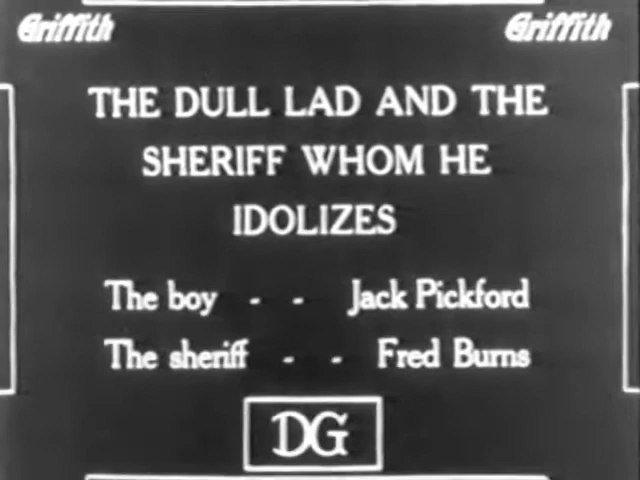 Griffith Griffith
THE DULL LAD AND THE
SHERIFF WHOM HE
IDOLIZES
The boy - - Jack Pickford
The sheriff - - Fred Burns
DG